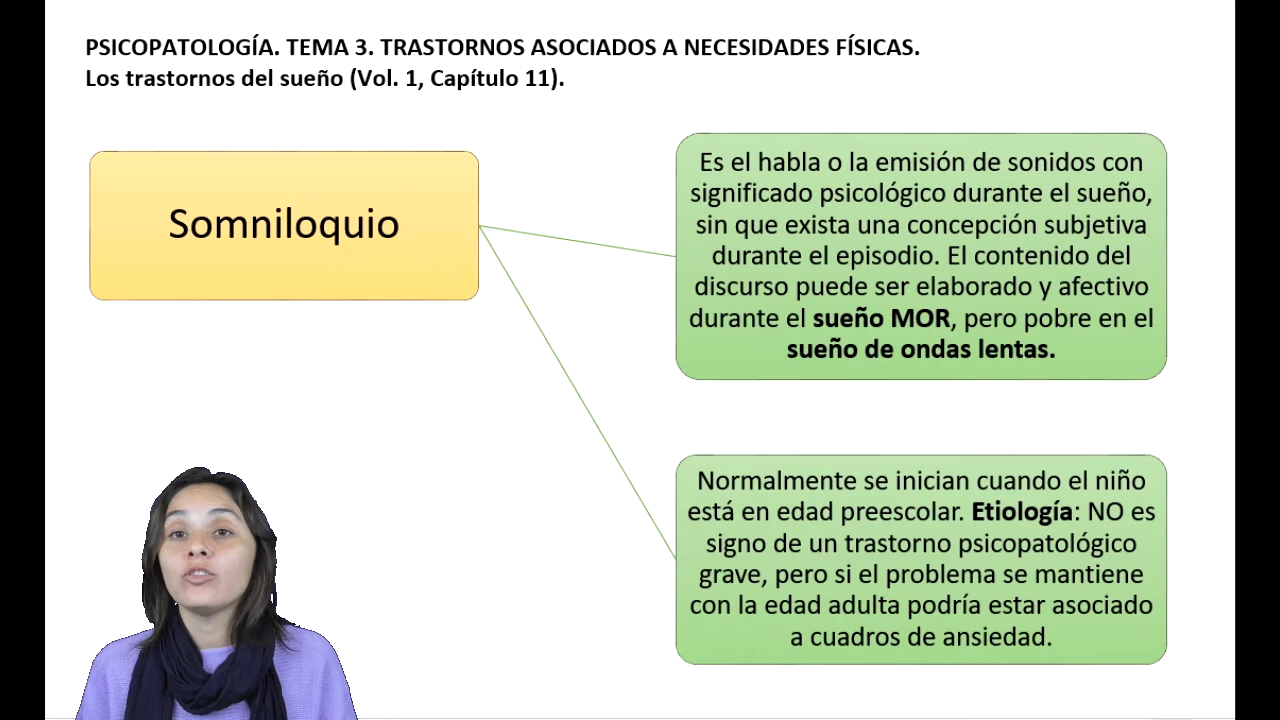 PSICOPATOLOGÍA. TEMA 3. TRASTORNOS ASOCIADOS A NECESIDADES FÍSICAS.
Los trastornos del sueño (Vol. 1, Capítulo 11).
Somniloquio
Es el habla o la emisión de sonidos con
significado psicológico durante el sueño,
sin que exista una concepción subjetiva
durante el episodio. El contenido del
discurso puede ser elaborado y afectivo
durante el sueño MOR, pero pobre en el
sueño de ondas lentas.
Normalmente se inician cuando el niño
está en edad preescolar. Etiología: NO es
signo de un trastorno psicopatológico
grave, pero si el problema se mantiene
con la edad adulta podría estar asociado
a cuadros de ansiedad.